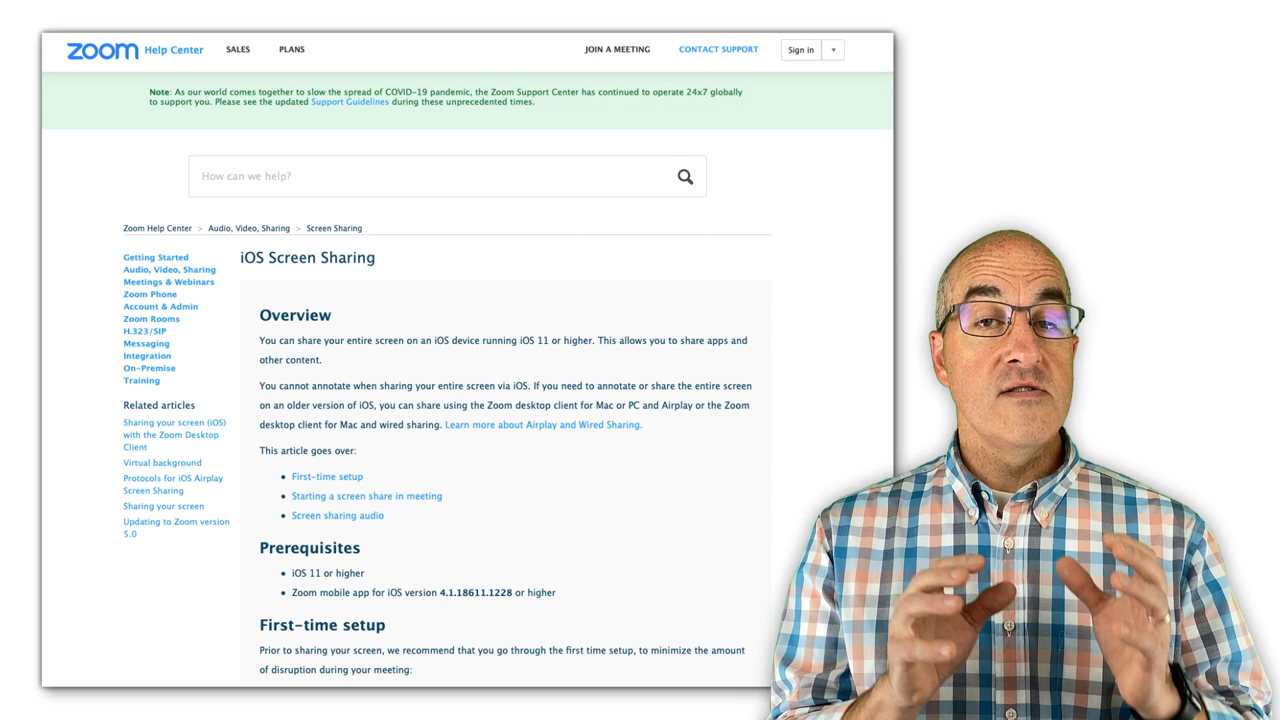 zoom Help Center SALES PLANS JOIN A MEETING CONTACT SUPPORT Sign in
Note: As our world comes together to slow the spread of COVID-19 pandemic, the Zoom Support Center has continued to operate 24x7 globally
to support you. Please see the updated Support Guidelines during these unprecedented times.
How can we help?
Zoom Help Center > Audio, Video, Sharing > Screen Sharing
Getting Started
Audio, Video, Sharing
Meetings & Webinars
Zoom Phone
Account & Admin
Zoom Rooms
H.323/SIP
Messaging
Integration
On-Premise
Training
Related articles
Sharing your screen (iOS)
with the Zoom Desktop
Client
Virtual background
Protocols for iOS Airplay
Screen Sharing
Sharing your screen
Updating to Zoom version
5.0
iOS Screen Sharing
Overview
You can share your entire screen on an iOS device running iOS 11 or higher. This allows you to share apps and
other content.
You cannot annotate when sharing your entire screen via iOS. If you need to annotate or share the entire screen
on an older version of iOS, you can share using the Zoom desktop client for Mac or PC and Airplay or the Zoom
desktop client for Mac and wired sharing. Learn more about Airplay and Wired Sharing.
This article goes over:
• First-time setup
• Starting a screen share in meeting
• Screen sharing audio
Prerequisites
• iOS 11 or higher
• Zoom mobile app for iOS version 4.1.18611.1228 or higher
First-time setup
Prior to sharing your screen, we recommend that you go through the first time setup, to minimize the amount
of disruption during your meeting: